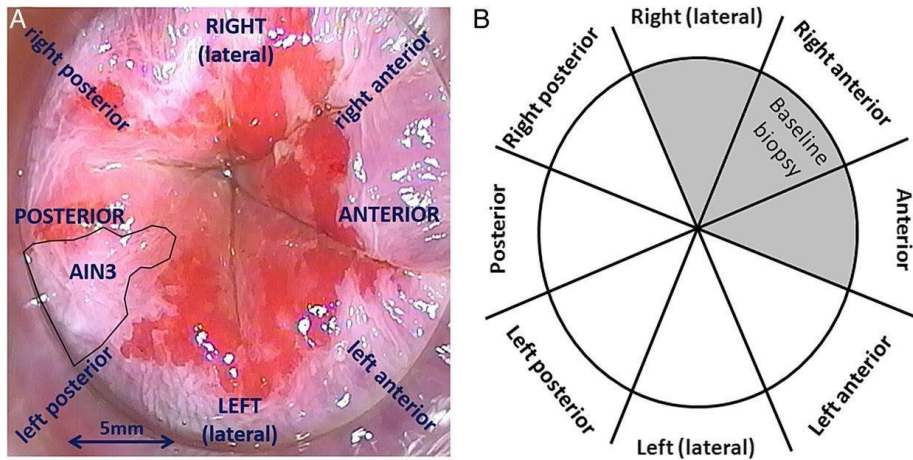 A
RIGHT
(lateral)
right posterior
right anterior
POSTERIOR
ANTERIOR
AIN3
left posterior
left anterior
LEFT
(lateral)
5mm
B
Right (lateral)
Right posterior
Right anterior
Baseline
biopsy
Posterior
Anterior
Left posterior
Left anterior
Left (lateral)